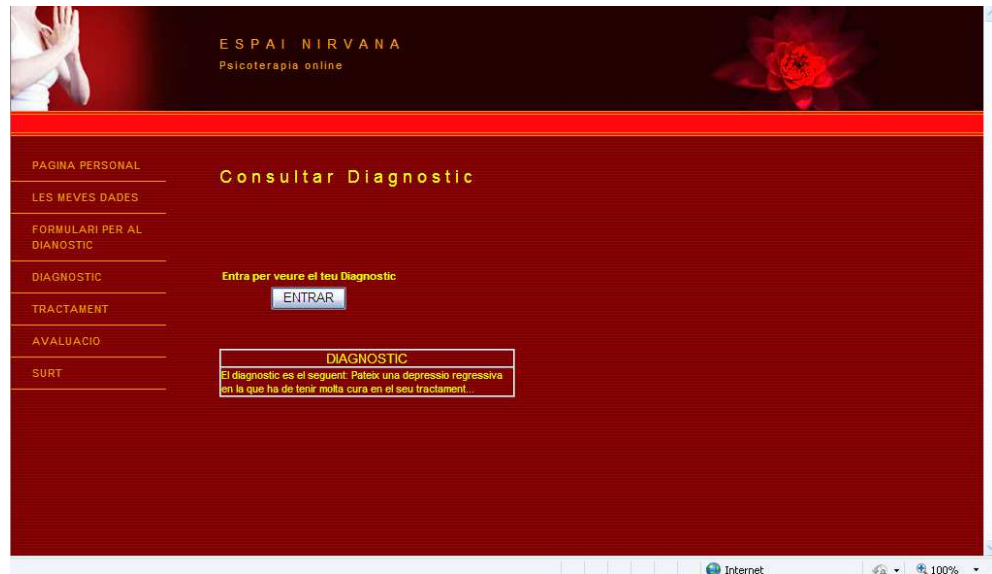 ESPAI NIRVANA
Psicoterapia online
PAGINA PERSONAL
LES MEVES DADES
FORMULARI PER AL
DIANOSTIC
DIAGNOSTIC
TRACTAMENT
AVALUACIO
SURT
Consultar Diagnostic
Entra per veure el teu Diagnostic
ENTRAR
DIAGNOSTIC
El diagnostic es el seguent: Pateix una depressio regressiva
en la que ha de tenir molta cura en el seu tractament...
Internet
100%